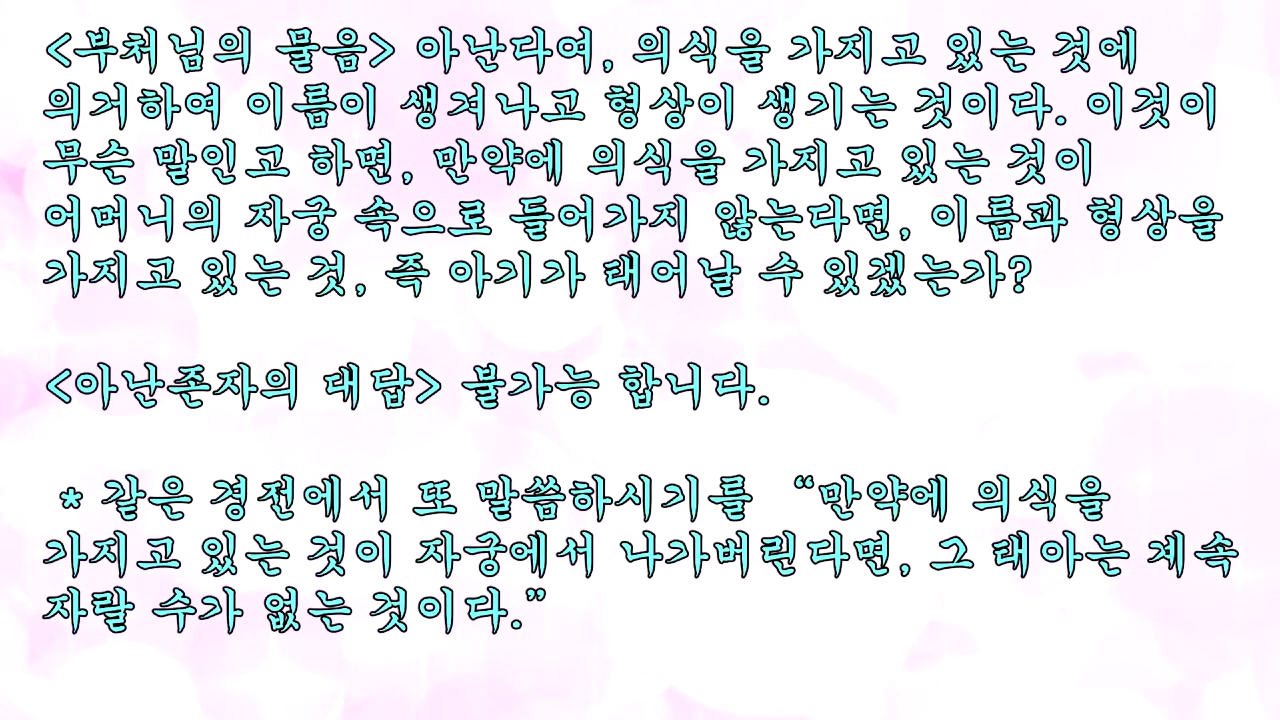 <부처님의 물음> 아난다여, 의식을 가지고 있는 것에
의거하여 이름이 생겨나고 형상이 생기는 것이다. 이것이
무슨 말인고 하면, 만약에 의식을 가지고 있는 것이
어머니의 자궁 속으로 들어가지 않는다면, 이름과 형상을
가지고 있는 것, 즉 아기가 태어날 수 있겠는가?
<아난존자의 대답> 불가능 합니다.
* 같은 경전에서 또 말씀하시기를 “만약에 의식을
가지고 있는 것이 자궁에서 나가버린다면, 그 태아는 계속
자랄 수가 없는 것이다.”